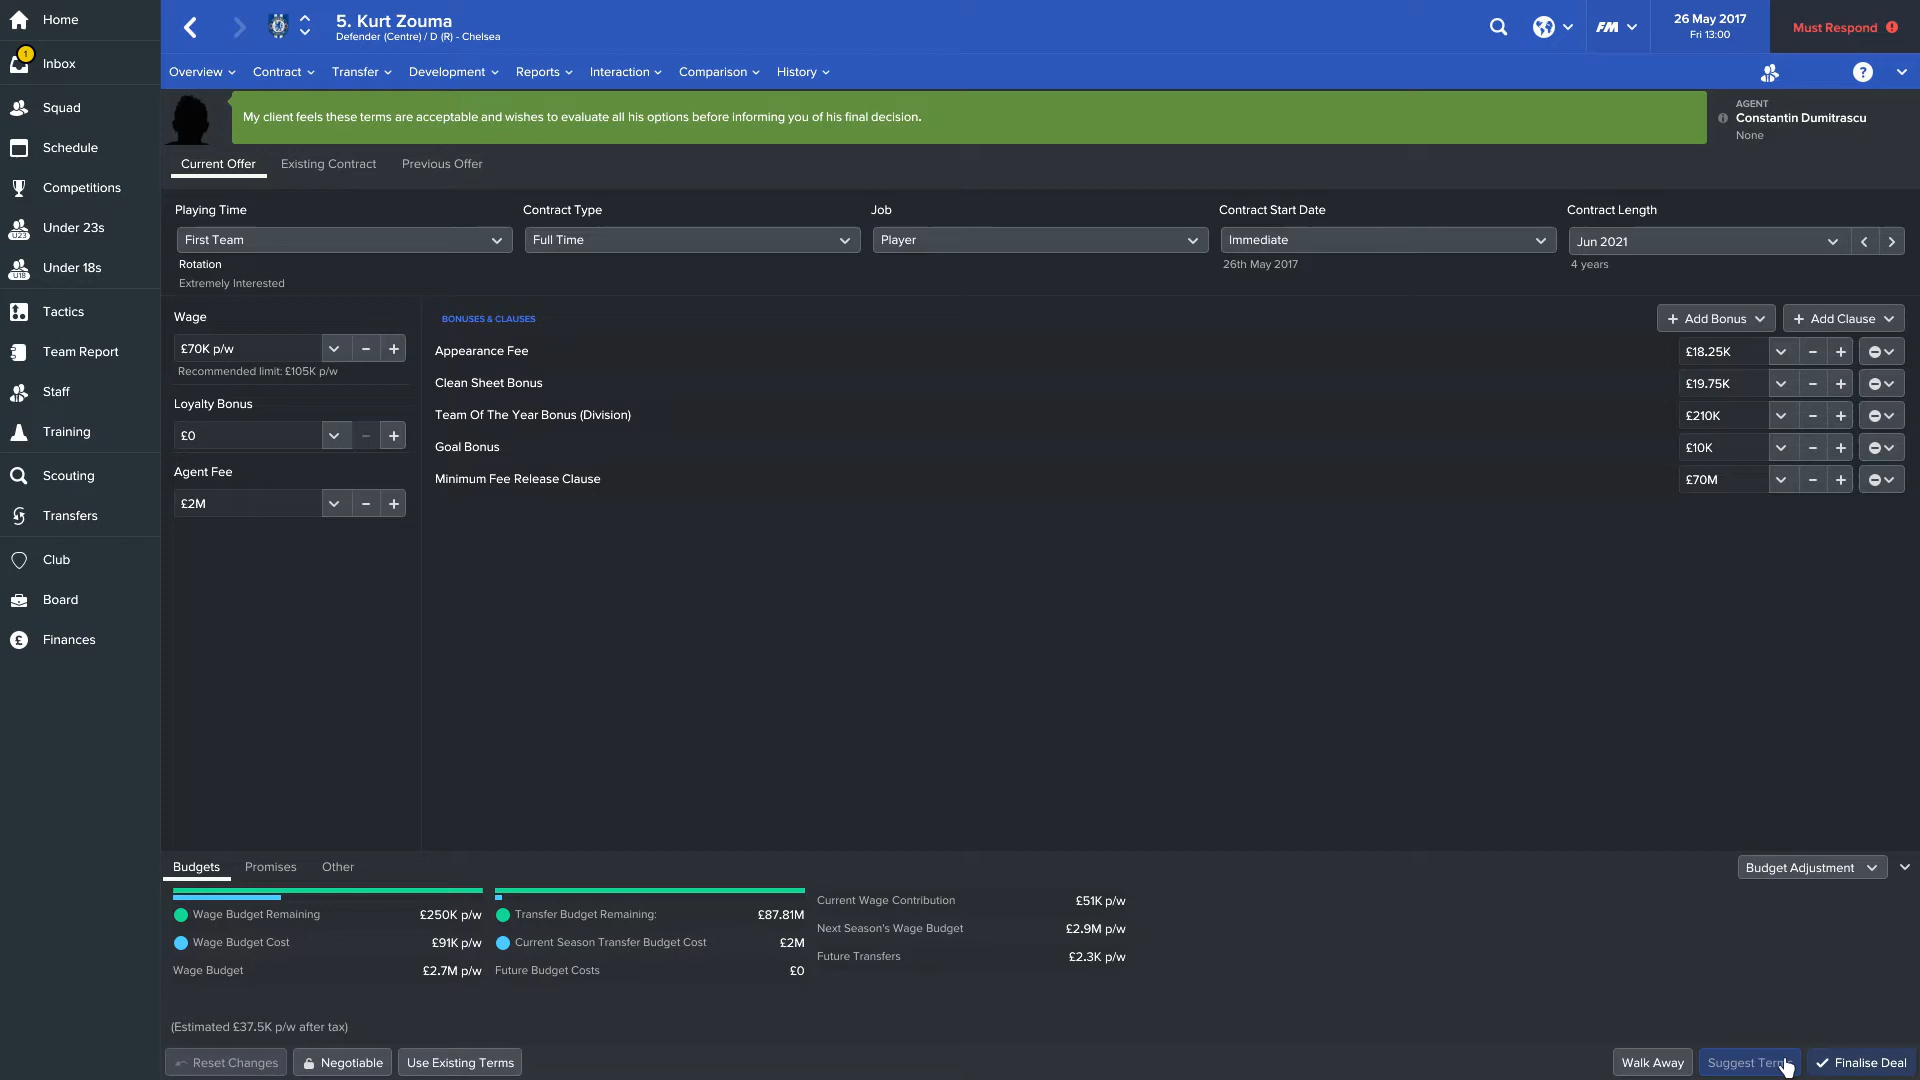 Home
1
Inbox
Squad
Schedule
Competitions
U23
Under 23s
U18
Under 18s
Tactics
Team Report
Staff
Training
Scouting
Transfers
Club
Board
Finances
5. Kurt Zouma
Defender (Centre) / D (R) - Chelsea
FM
26 May 2017
Fri 13:00
Must Respond
Overview
Contract
Transfer
Development
Reports
Interaction
Comparison
History
?
My client feels these terms are acceptable and wishes to evaluate all his options before informing you of his final decision.
AGENT
Constantin Dumitrascu
None
Current Offer
Existing Contract
Previous Offer
Playing Time
Contract Type
Job
Contract Start Date
Contract Length
First Team
Full Time
Player
Immediate
Jun 2021
Rotation
26th May 2017
4 years
Extremely Interested
Wage
£70K p/w
Recommended limit: £105K p/w
Loyalty Bonus
£0
Agent Fee
£2M
BONUSES & CLAUSES
+ Add Bonus
+ Add Clause
Appearance Fee £18.25K
Clean Sheet Bonus £19.75K
Team Of The Year Bonus (Division) £210K
Goal Bonus £10K
Minimum Fee Release Clause £70M
Budgets
Promises
Other
Budget Adjustment
Wage Budget Remaining £250K p/w
Wage Budget Cost £91K p/w
Wage Budget £2.7M p/w
Transfer Budget Remaining: £87.81M
Current Season Transfer Budget Cost £2M
Future Budget Costs £0
Current Wage Contribution £51K p/w
Next Season's Wage Budget £2.9M p/w
Future Transfers £2.3K p/w
(Estimated £37.5K p/w after tax)
Reset Changes
Negotiable
Use Existing Terms
Walk Away
Suggest
Finalise Deal